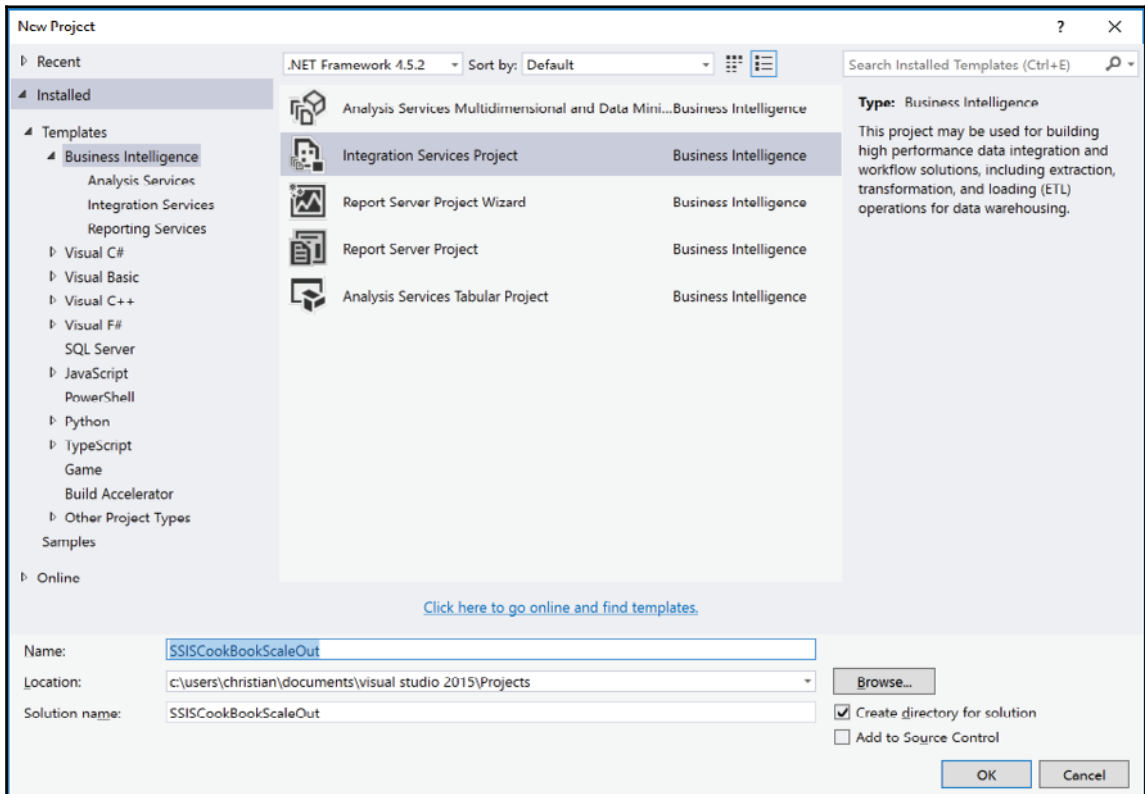 New Project
? ×
Recent
Installed
Templates
Business Intelligence
Analysis Services
Integration Services
Reporting Services
Visual C#
Visual Basic
Visual C++
Visual F#
SQL Server
JavaScript
PowerShell
Python
TypeScript
Game
Build Accelerator
Other Project Types
Samples
Online
.NET Framework 4.5.2 Sort by: Default
Analysis Services Multidimensional and Data Mini... Business Intelligence
Integration Services Project Business Intelligence
Report Server Project Wizard Business Intelligence
Report Server Project Business Intelligence
Analysis Services Tabular Project Business Intelligence
Click here to go online and find templates.
Search Installed Templates (Ctrl+E)
Type: Business Intelligence
This project may be used for building
high performance data integration and
workflow solutions, including extraction,
transformation, and loading (ETL)
operations for data warehousing.
Name: SSISCookBookScaleOut
Location: c:\users\christian\documents\visual studio 2015\Projects Browse...
Solution name: SSISCookBookScaleOut
Create directory for solution
Add to Source Control
OK Cancel